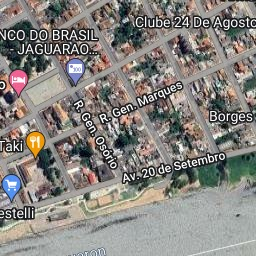 Clube 24 De Agosto
NCO DO BRASIL
- JAGUARAO...
R. Gen. Marques
R. Gen. Osório
Borges
Taki
Av. 20 de Setembro
estelli